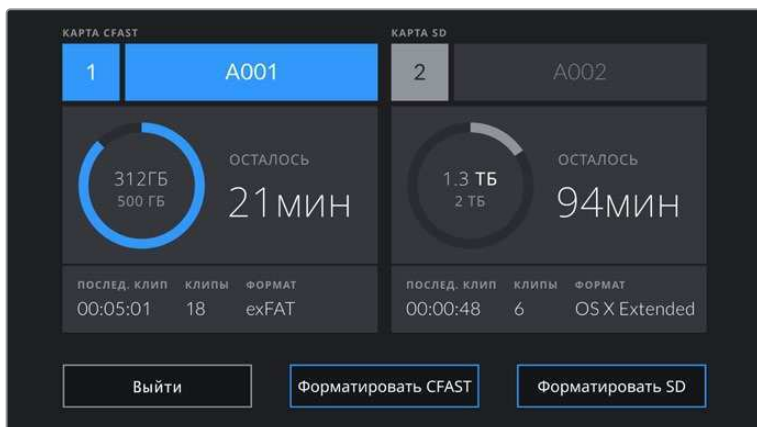 КАРТА CFAST
1
A001
312ГБ
500 ГБ
ОСТАЛОСЬ
21мин
ПОСЛЕД. КЛИП КЛИПЫ ФОРМАТ
00:05:01 18 exFAT
КАРТА SD
2
A002
1.3 ТБ
2 ТБ
ОСТАЛОСЬ
94мин
ПОСЛЕД. КЛИП КЛИПЫ ФОРМАТ
00:00:48 6 OS X Extended
Выйти
Форматировать CFAST
Форматировать SD